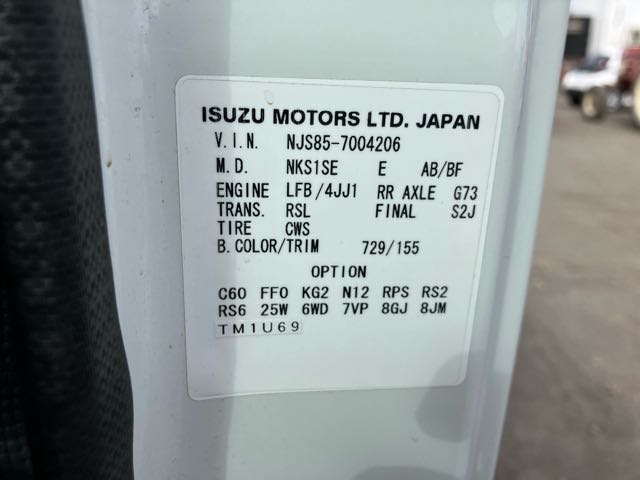 ISUZU MOTORS LTD. JAPAN
V.I.N. NJS85-7004206
M.D. NKS1SE E AB/BF
ENGINE LFB/4JJ1 RR AXLE G73
TRANS. RSL FINAL S2J
TIRE CWS
B.COLOR/TRIM 729/155
OPTION
C60 FF0 KG2 N12 RPS RS2
RS6 25W 6WD 7VP 8GJ 8JM
TM1U69